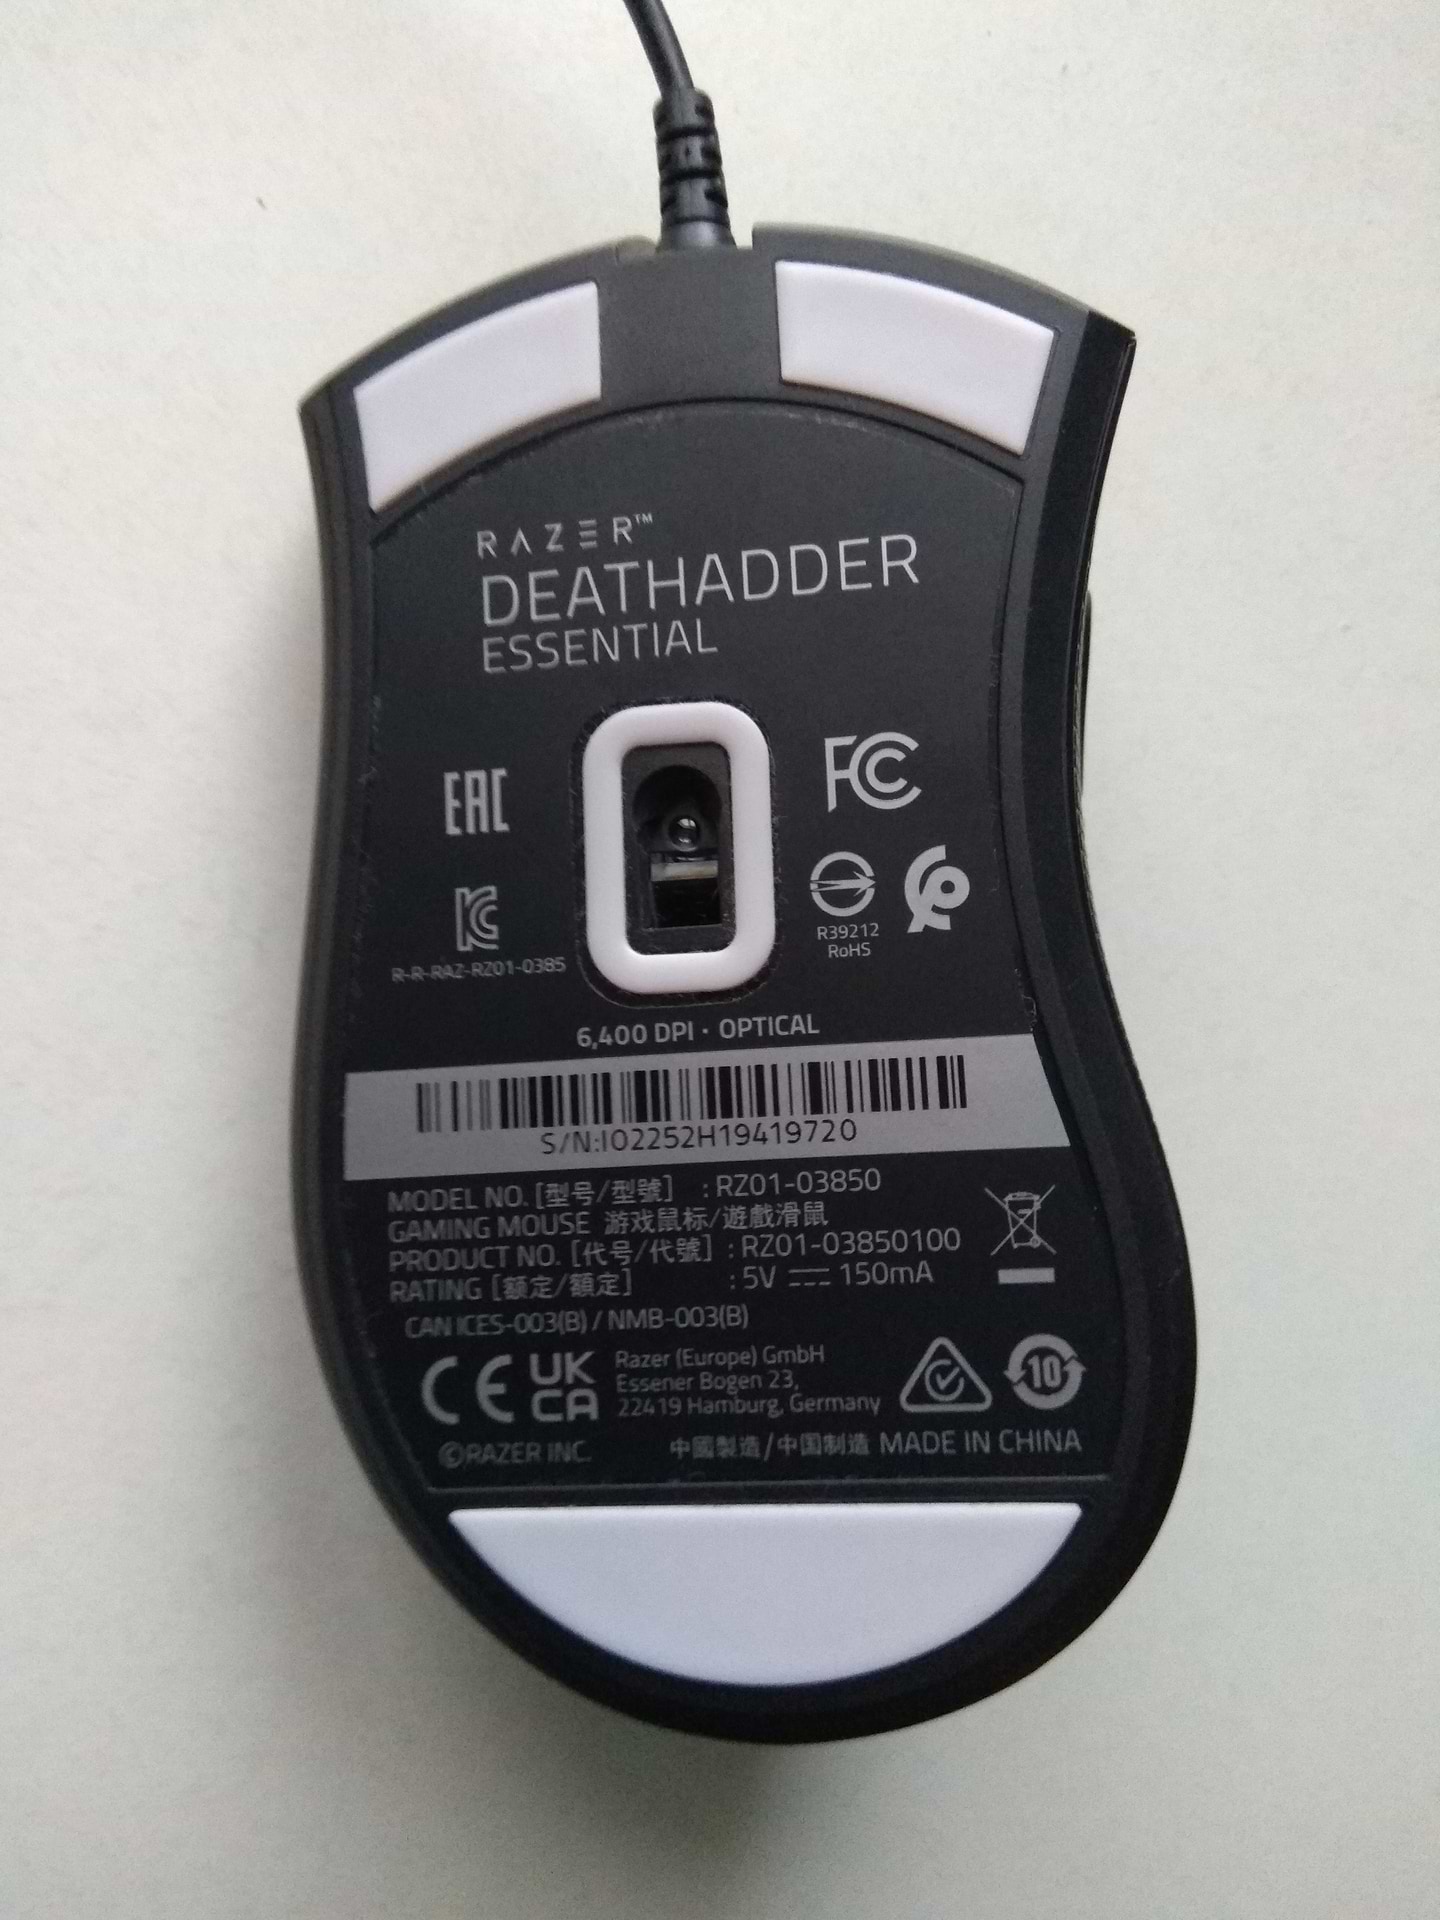 RAZER™
DEATHADDER
ESSENTIAL
EAC
FC
KC
R39212
RoHS
R-R-RAZ-RZ01-0385
6,400 DPI · OPTICAL
S/N:IO2252H19419720
MODEL NO. [型号/型號] : RZ01-03850
GAMING MOUSE 游戏鼠标/遊戲滑鼠
PRODUCT NO. [代号/代號] : RZ01-03850100
RATING [额定/額定] : 5V ⎓ 150mA
CAN ICES-003(B) / NMB-003(B)
CE UK CA
Razer (Europe) GmbH
Essener Bogen 23,
22419 Hamburg, Germany
10
©RAZER INC. 中國製造/中国制造 MADE IN CHINA